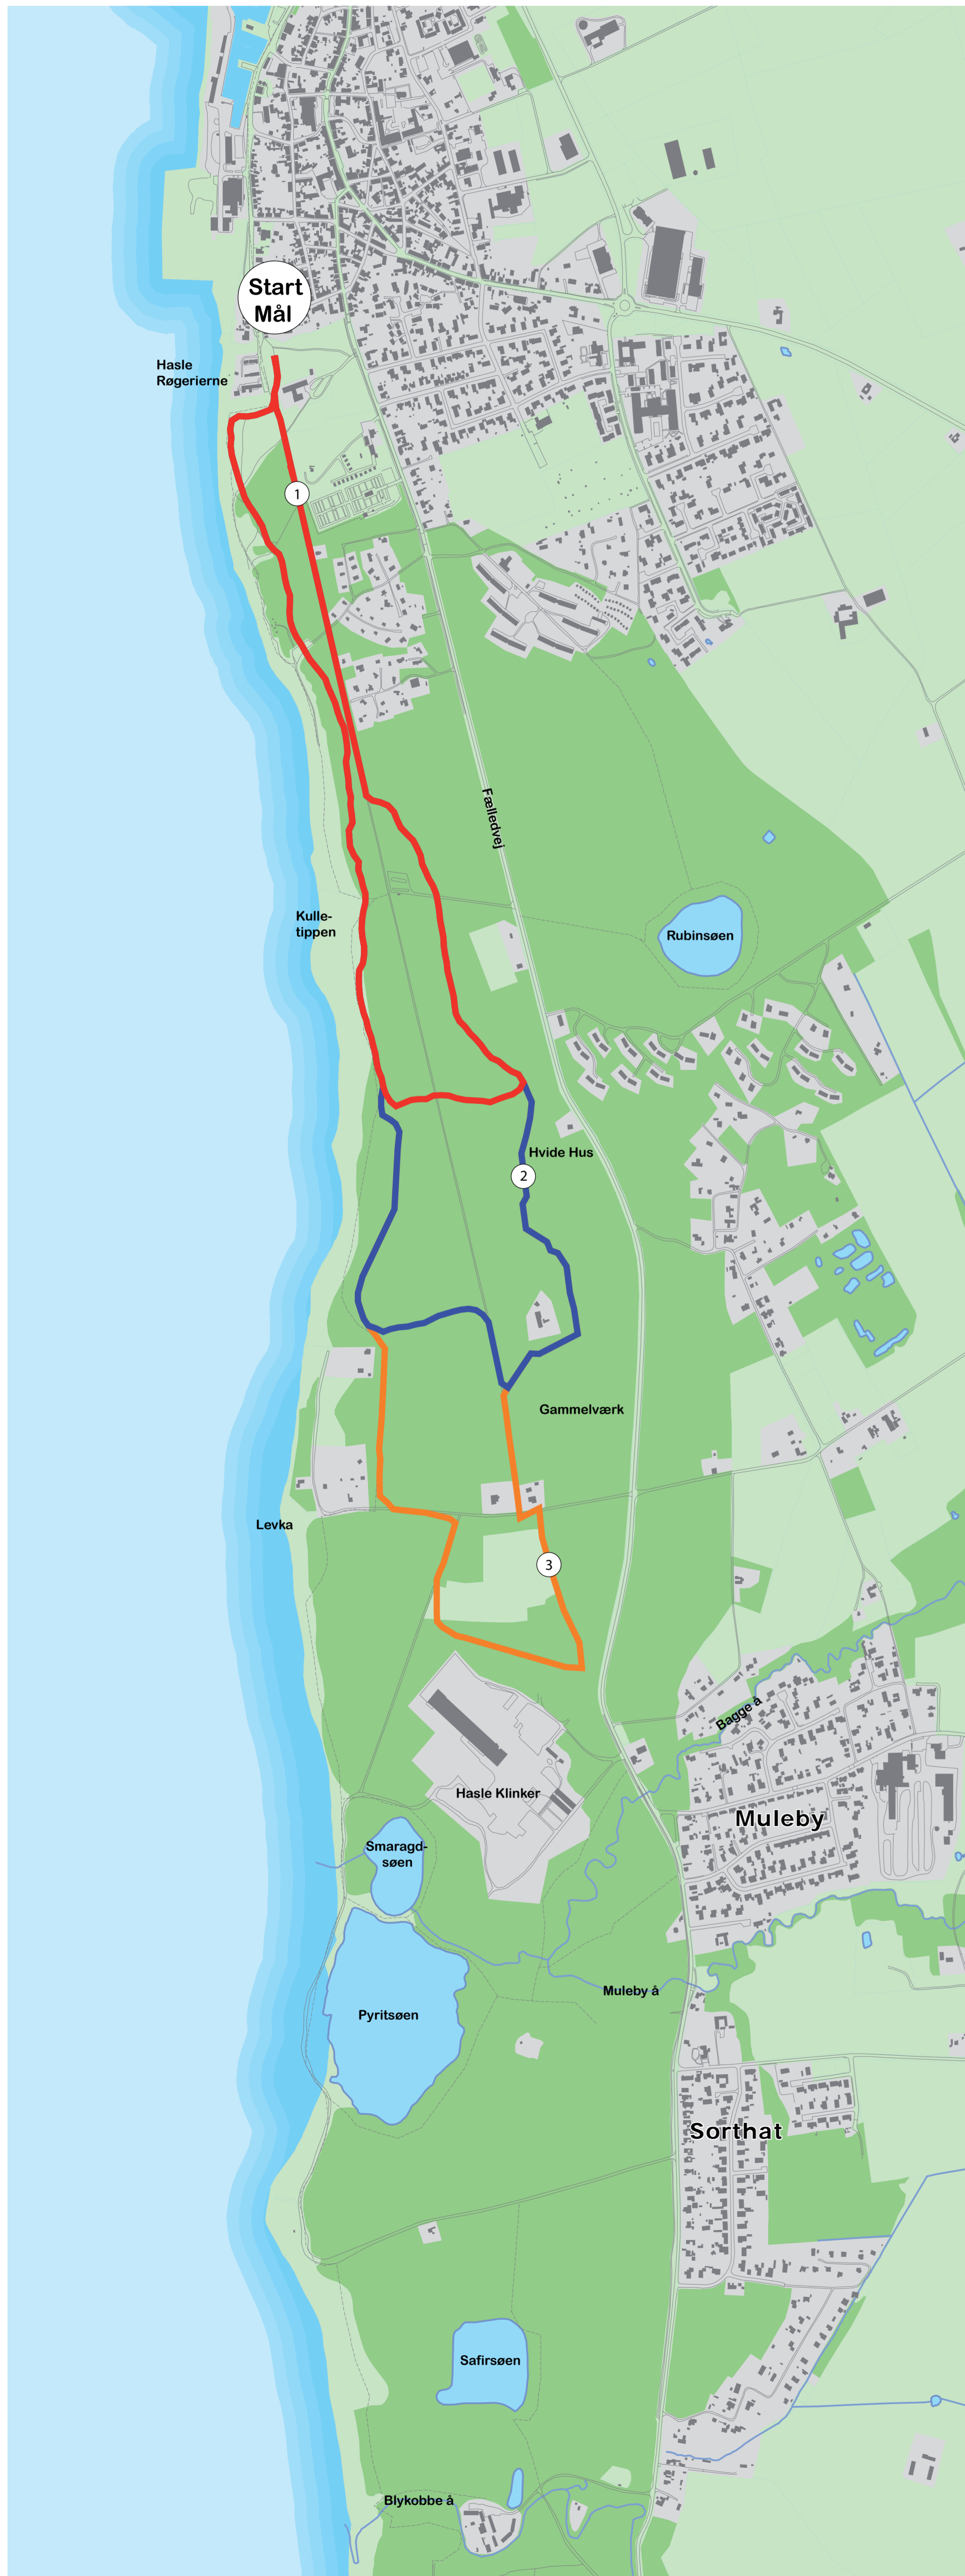 Start
Mål
Hasle
Røgerierne
1
Fælledvej
Kulle-
tippen
Rubinsøen
Hvide Hus
2
Gammelværk
Levka
3
Bagge å
Hasle Klinker
Muleby
Smaragd-
søen
Muleby å
Pyritsøen
Sorthat
Safirsøen
Blykobbe å